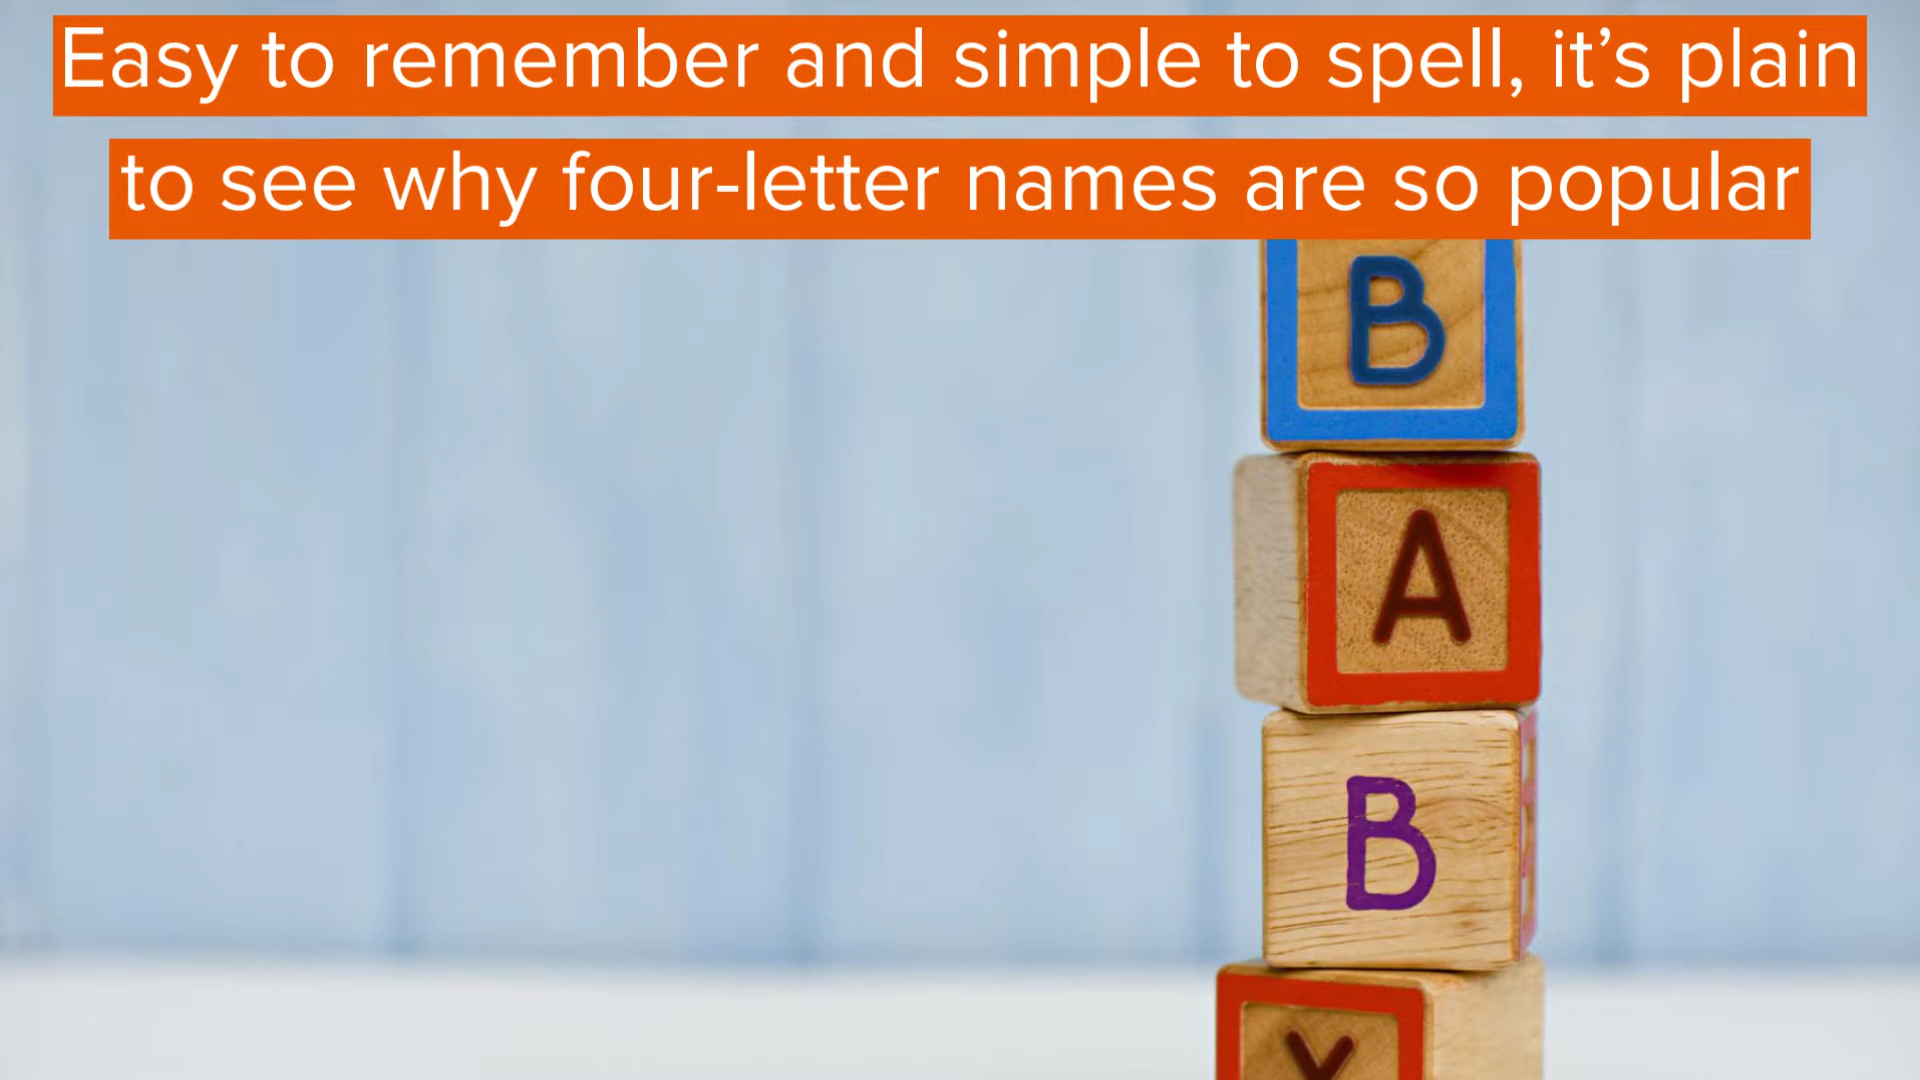 Easy to remember and simple to spell, it’s plain
to see why four-letter names are so popular
B
A
B
Y